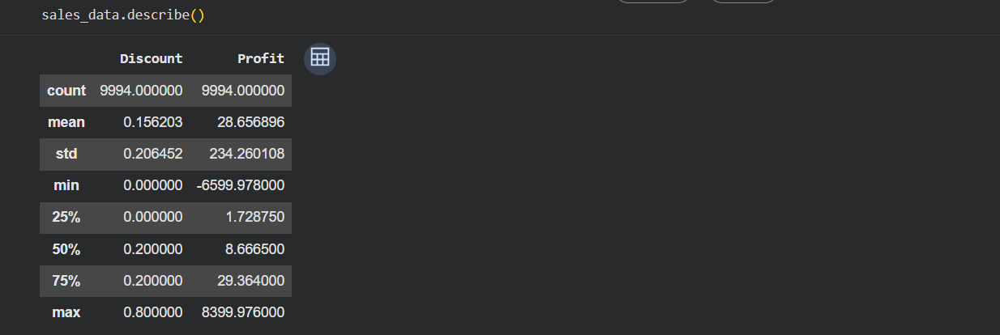 sales_data.describe()
Discount Profit
count 9994.000000 9994.000000
mean 0.156203 28.656896
std 0.206452 234.260108
min 0.000000 -6599.978000
25% 0.000000 1.728750
50% 0.200000 8.666500
75% 0.200000 29.364000
max 0.800000 8399.976000